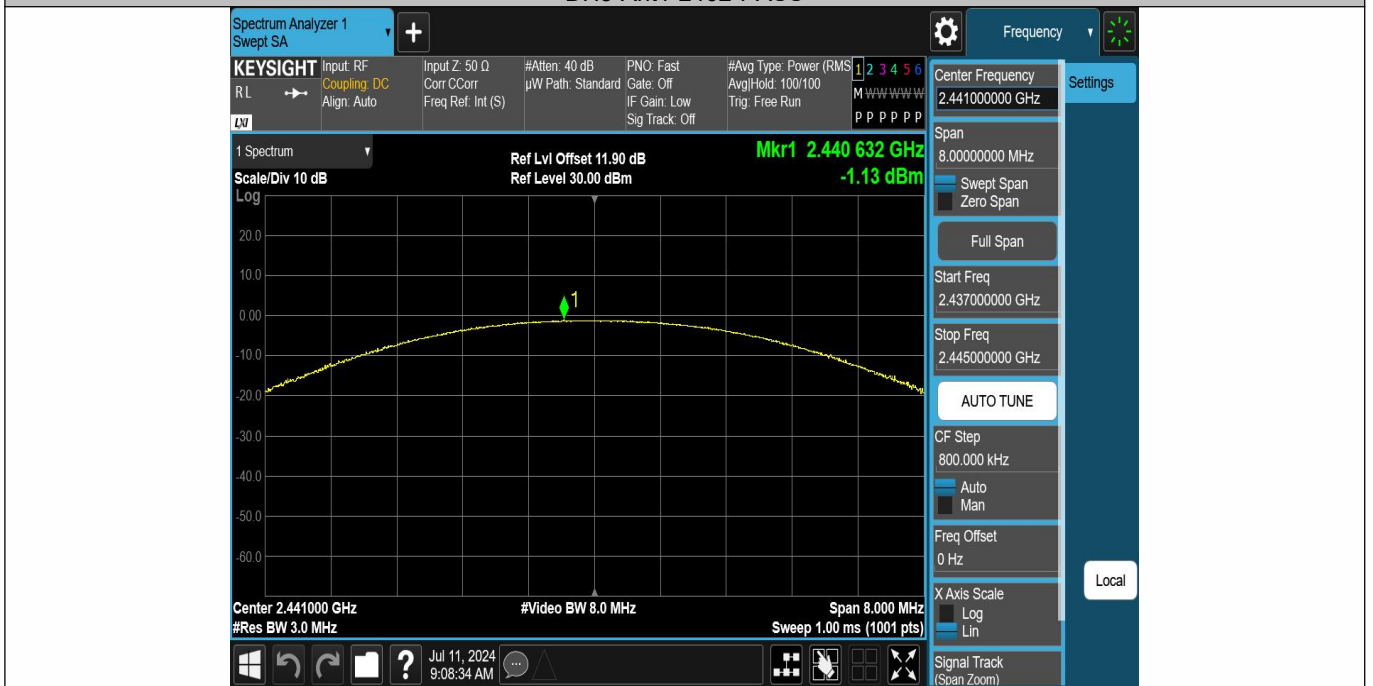 Spectrum Analyzer 1
Swept SA
Frequency
KEYSIGHT
RL
LXI
Input: RF
Coupling: DC
Align: Auto
Input Z: 50 Ω
Corr CCorr
Freq Ref: Int (S)
#Atten: 40 dB
µW Path: Standard
PNO: Fast
Gate: Off
IF Gain: Low
Sig Track: Off
#Avg Type: Power (RMS
Avg|Hold: 100/100
Trig: Free Run
1 2 3 4 5 6
M W W W W W
P P P P P P
1 Spectrum
Scale/Div 10 dB
Ref Lvl Offset 11.90 dB
Ref Level 30.00 dBm
Mkr1 2.440 632 GHz
-1.13 dBm
Log
20.0
10.0
0.00
-10.0
-20.0
-30.0
-40.0
-50.0
-60.0
1
Center 2.441000 GHz
#Res BW 3.0 MHz
#Video BW 8.0 MHz
Span 8.000 MHz
Sweep 1.00 ms (1001 pts)
Jul 11, 2024
9:08:34 AM
Center Frequency
2.441000000 GHz
Settings
Span
8.00000000 MHz
Swept Span
Zero Span
Full Span
Start Freq
2.437000000 GHz
Stop Freq
2.445000000 GHz
AUTO TUNE
CF Step
800.000 kHz
Auto
Man
Freq Offset
0 Hz
X Axis Scale
Log
Lin
Local
Signal Track
(Span Zoom)